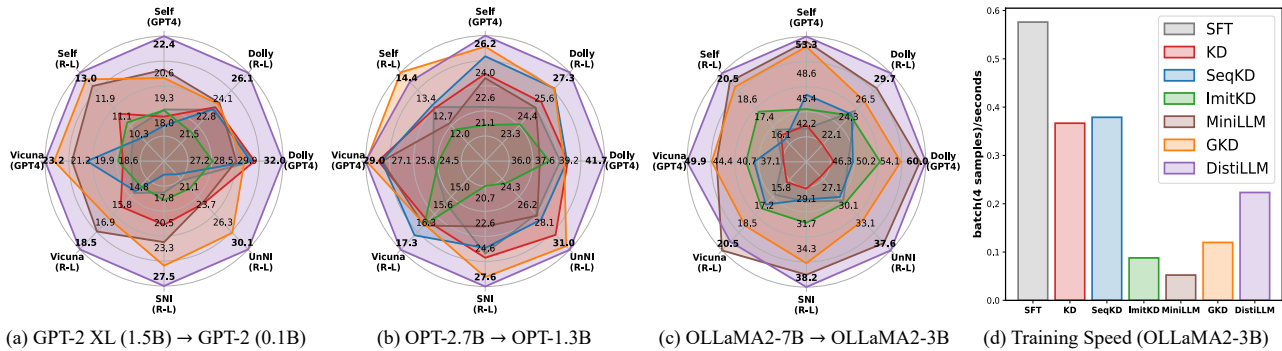 Self
(GPT4)
22.4
Self
(R-L)
Dolly
(R-L)
13.0
20.6
26.1
11.9
19.3
24.1
11.1
18.0
22.8
10.3
21.5
Vicuna
(GPT4)
23.2
21.2
19.9
18.6
27.2
28.5
29.9
32.0
Dolly
(GPT4)
14.8
17.8
21.1
15.8
20.5
23.7
16.9
23.3
26.3
18.5
27.5
30.1
Vicuna
(R-L)
SNI
(R-L)
UnNI
(R-L)
(a) GPT-2 XL (1.5B) → GPT-2 (0.1B)
Self
(GPT4)
26.2
Self
(R-L)
Dolly
(R-L)
14.4
24.0
27.3
13.4
22.6
25.6
12.7
21.1
24.4
12.0
23.3
Vicuna
(GPT4)
29.0
27.1
25.8
24.5
36.0
37.6
39.2
41.7
Dolly
(GPT4)
15.0
20.7
24.3
15.6
22.6
26.2
16.3
24.6
28.1
17.3
27.6
31.0
Vicuna
(R-L)
SNI
(R-L)
UnNI
(R-L)
(b) OPT-2.7B → OPT-1.3B
Self
(GPT4)
53.3
Self
(R-L)
Dolly
(R-L)
20.5
48.6
29.7
18.6
45.4
26.5
17.4
42.2
24.3
16.1
22.1
Vicuna
(GPT4)
49.9
44.4
40.7
37.1
46.3
50.2
54.1
60.0
Dolly
(GPT4)
15.8
29.1
27.1
17.2
31.7
30.1
18.5
34.3
33.1
20.5
38.2
37.6
Vicuna
(R-L)
SNI
(R-L)
UnNI
(R-L)
(c) OLLaMA2-7B → OLLaMA2-3B
batch(4 samples)/seconds
0.6
0.5
0.4
0.3
0.2
0.1
0.0
SFT
KD
SeqKD
ImitKD
MiniLLM
GKD
DistiLLM
SFT
KD
SeqKD
ImitKD
MiniLLM
GKD
DistiLLM
(d) Training Speed (OLLaMA2-3B)